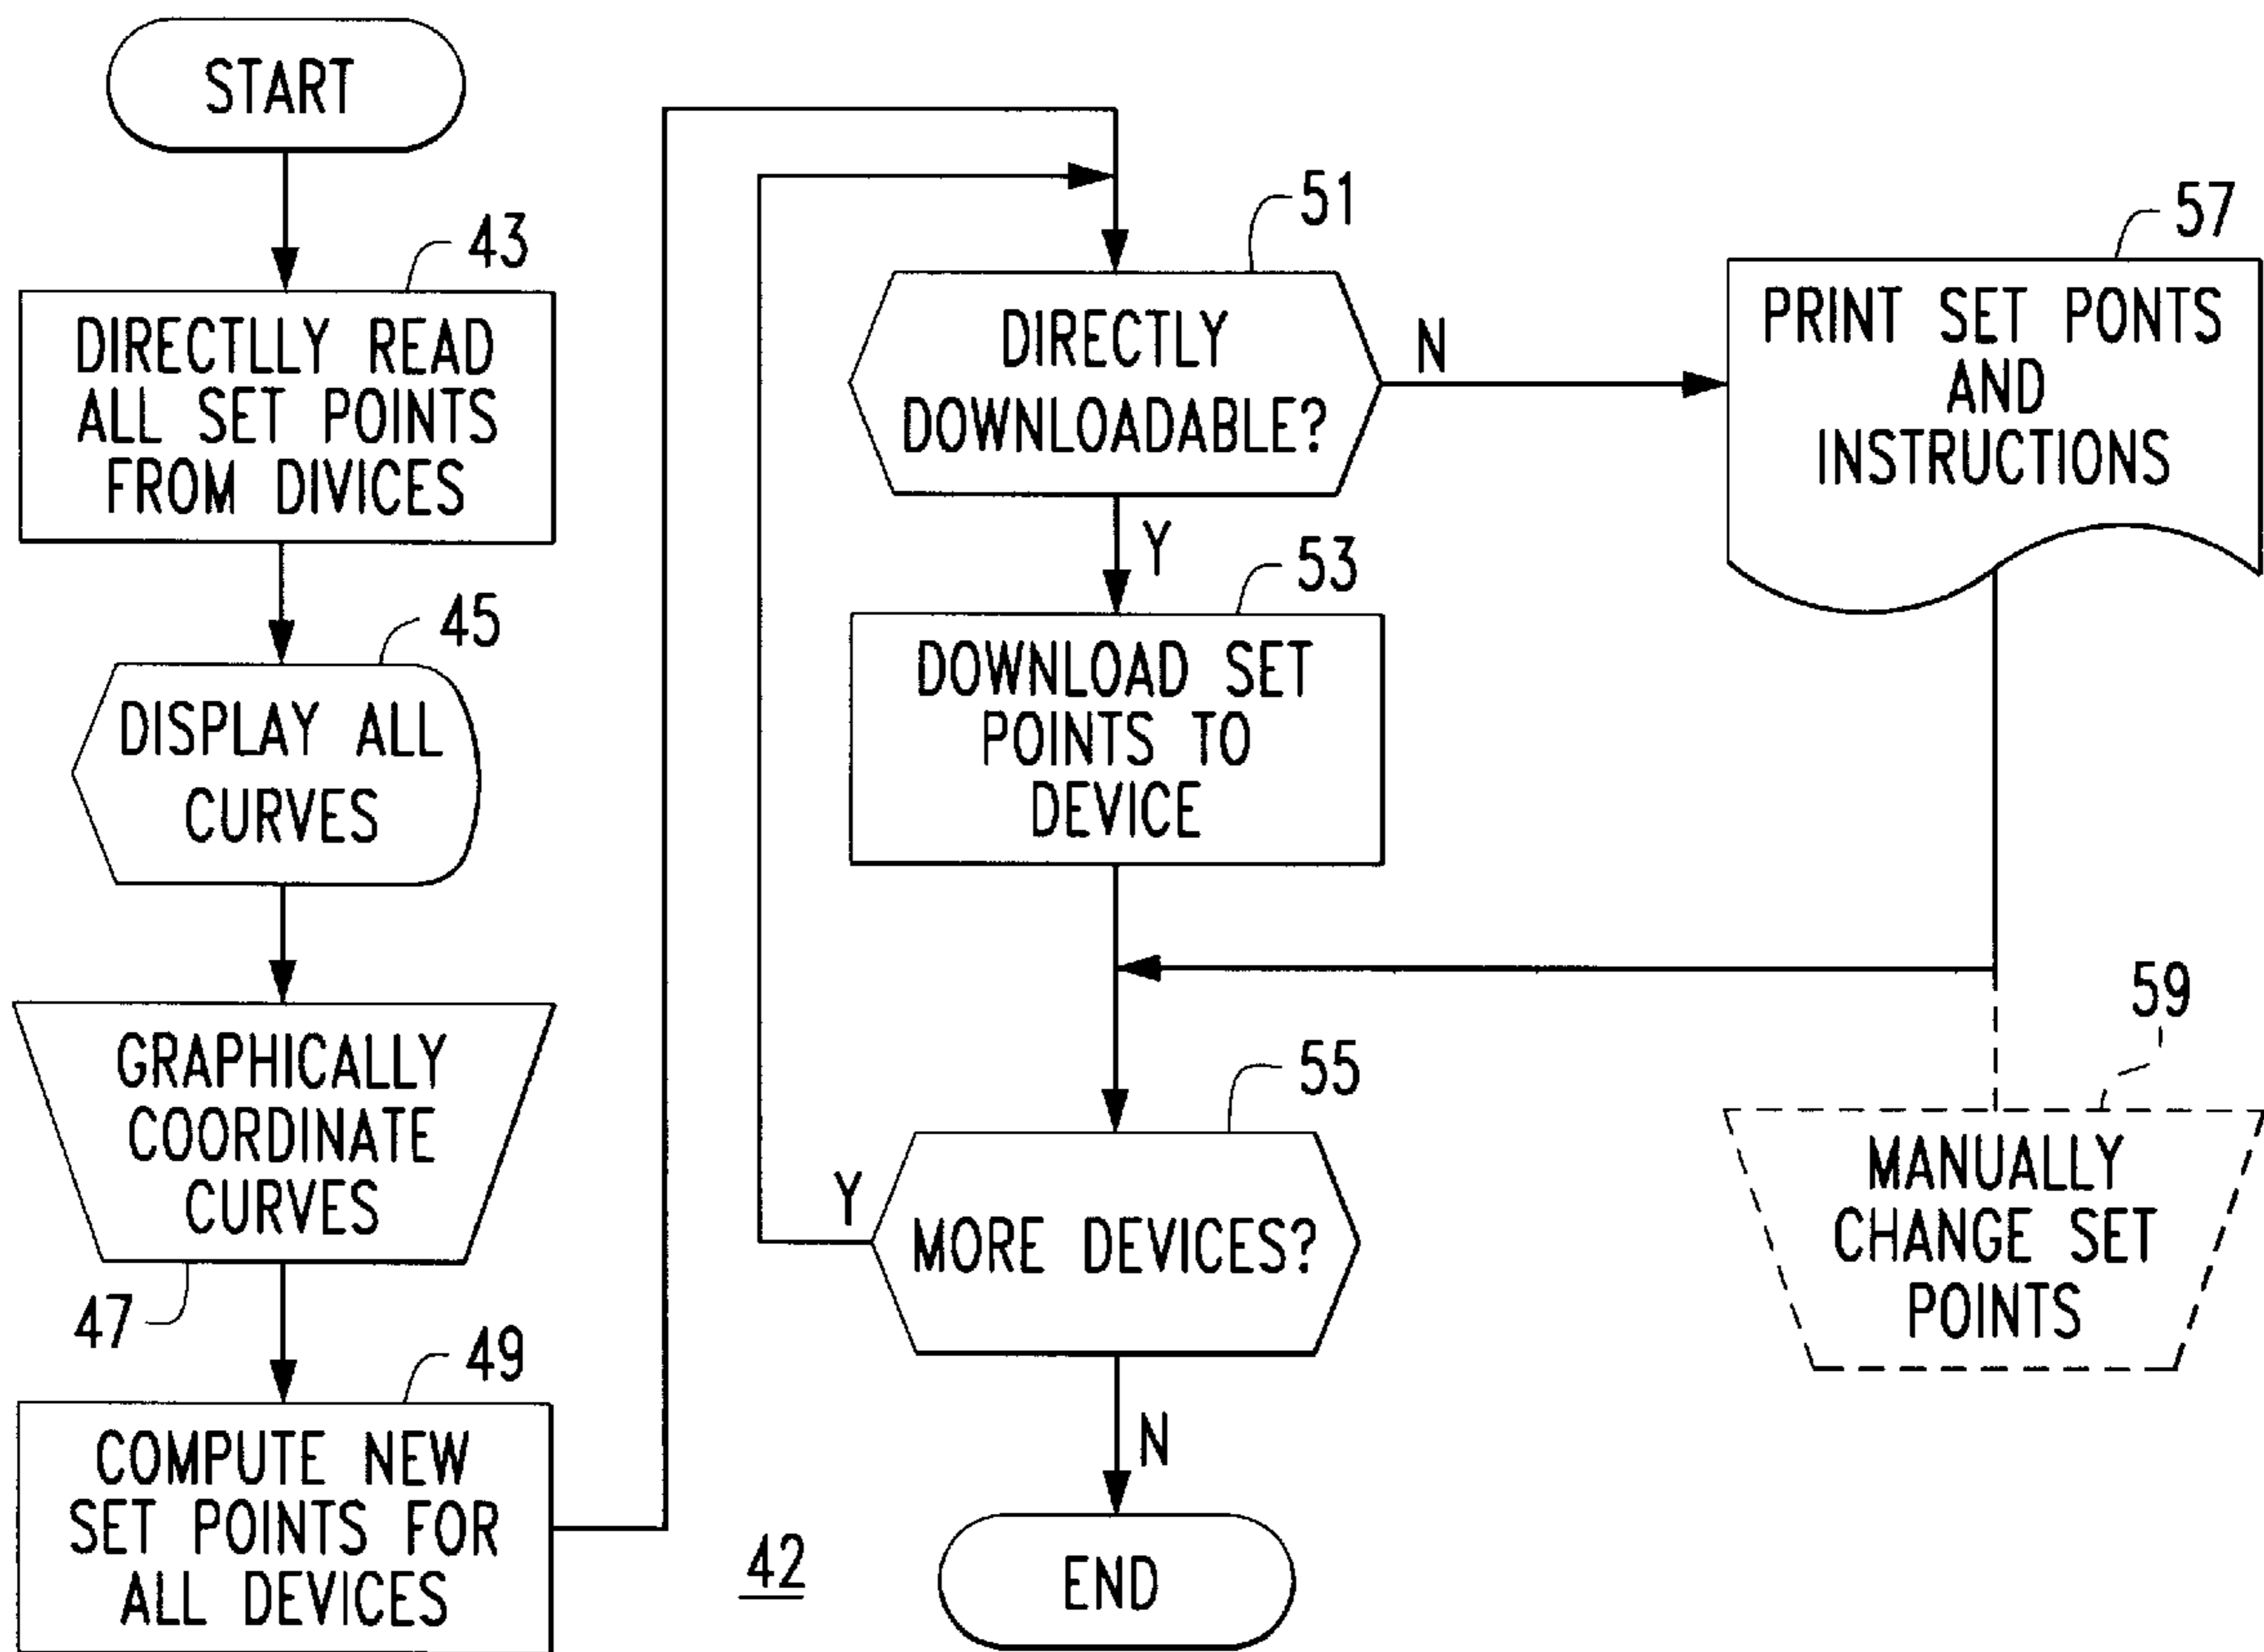 START
43
DIRECTLLY READ
ALL SET POINTS
FROM DIVICES
45
DISPLAY ALL
CURVES
GRAPHICALLY
COORDINATE
CURVES
47
49
COMPUTE NEW
SET POINTS FOR
ALL DEVICES
51
DIRECTLY
DOWNLOADABLE?
N
Y
53
DOWNLOAD SET
POINTS TO
DEVICE
55
Y
MORE DEVICES?
N
END
42
57
PRINT SET PONTS
AND
INSTRUCTIONS
59
MANUALLY
CHANGE SET
POINTS